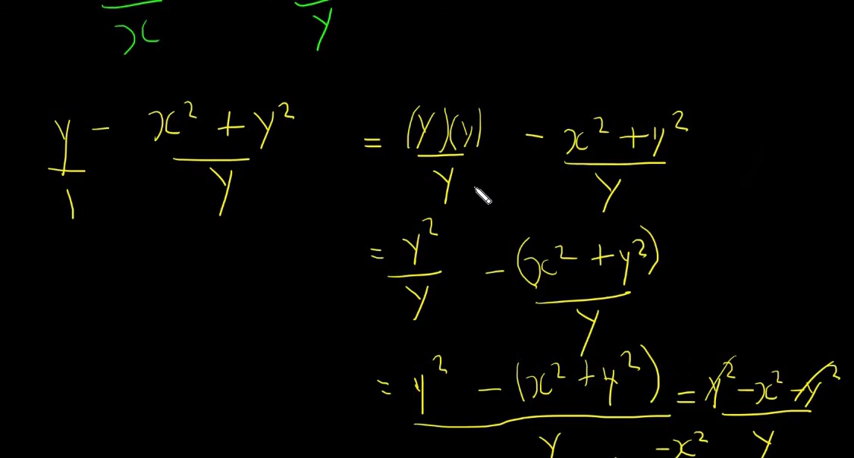 x y
y/1 - (x² + y²)/y = (y)(y)/y - (x² + y²)/y
= y²/y - (x² + y²)/y
= (y² - (x² + y²))/y = (y² - x² - y²)/y
-x²